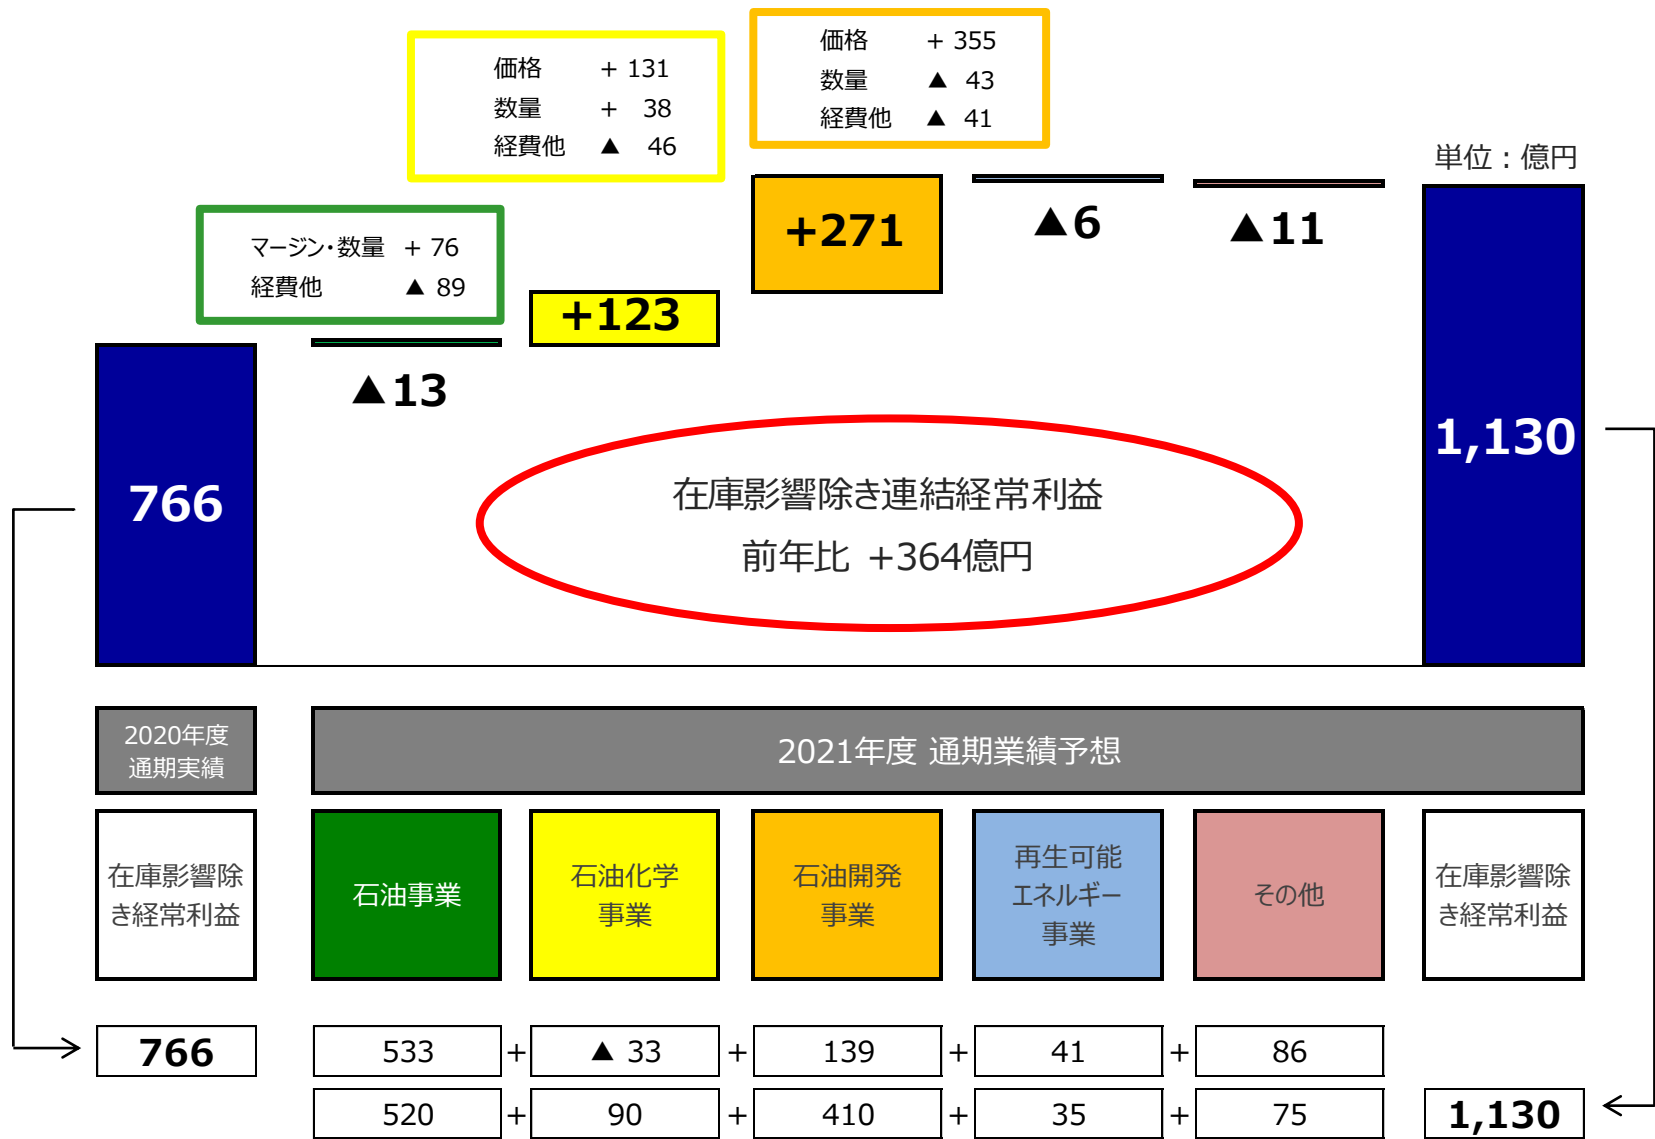 価格 + 355
数量 ▲ 43
経費他 ▲ 41
価格 + 131
数量 + 38
経費他 ▲ 46
単位：億円
マージン・数量 + 76
経費他 ▲ 89
+271
▲6
▲11
+123
▲13
766
1,130
在庫影響除き連結経常利益
前年比 +364億円
2020年度
通期実績
2021年度 通期業績予想
在庫影響除
き経常利益
石油事業
石油化学
事業
石油開発
事業
再生可能
エネルギー
事業
その他
在庫影響除
き経常利益
766 533 + ▲ 33 + 139 + 41 + 86
520 + 90 + 410 + 35 + 75 1,130